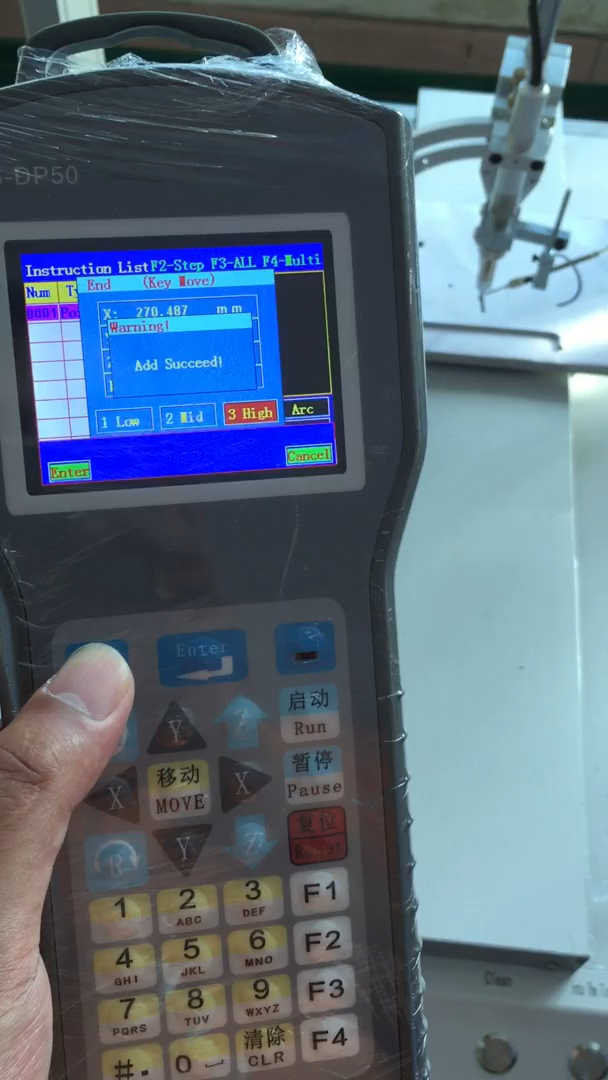 -DP50
Instruction List F2-Step F3-ALL F4-Multi
Num
End (Key Move)
0001
X: 270.487 mm
Warning!
Add Succeed!
1 Low 2 Mid 3 High Arc
Enter Cancel
Enter
启动
Run
Y Z
暂停
Pause
移动
X MOVE X
复位
R Y Z
1 2 ABC 3 DEF F1
4 GHI 5 JKL 6 MNO F2
7 PQRS 8 TUV 9 WXYZ F3
#. 0 清除 CLR F4
Clean